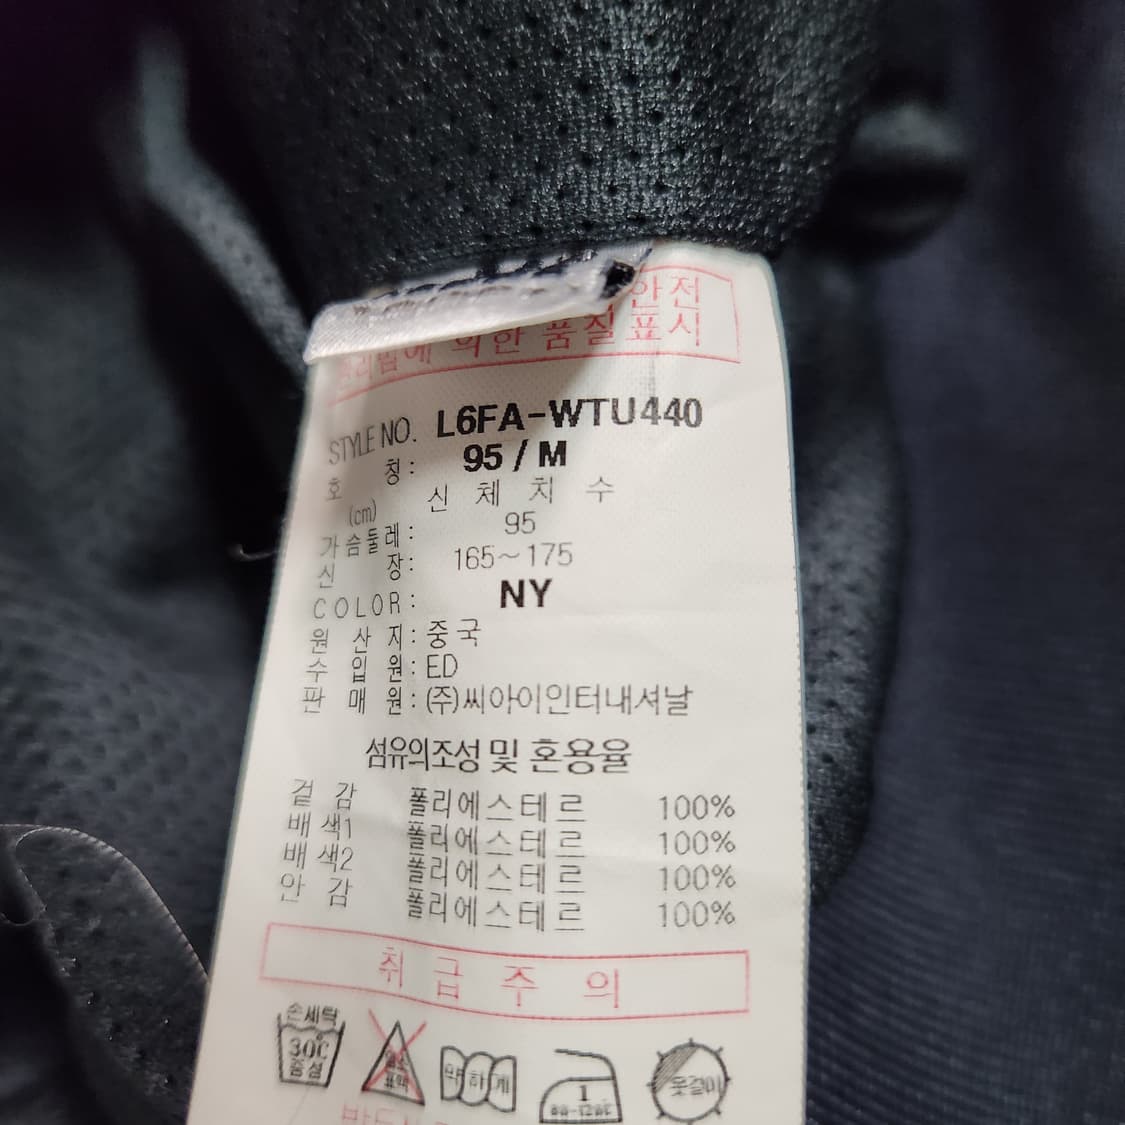 안전
의한 품질표시
STYLE NO. L6FA-WTU440
호 칭: 95 / M
(cm) 신 체 치 수
가슴둘레: 95
신 장: 165~175
COLOR: NY
원 산 지: 중국
수 입 원: ED
판 매 원: (주)씨아이인터내셔날
섬유의조성 및 혼용율
겉 감 폴리에스테르 100%
배 색1 폴리에스테르 100%
배 색2 폴리에스테르 100%
안 감 폴리에스테르 100%
취 급 주 의
손세탁
30℃
중성
약하게
1
옷걸이